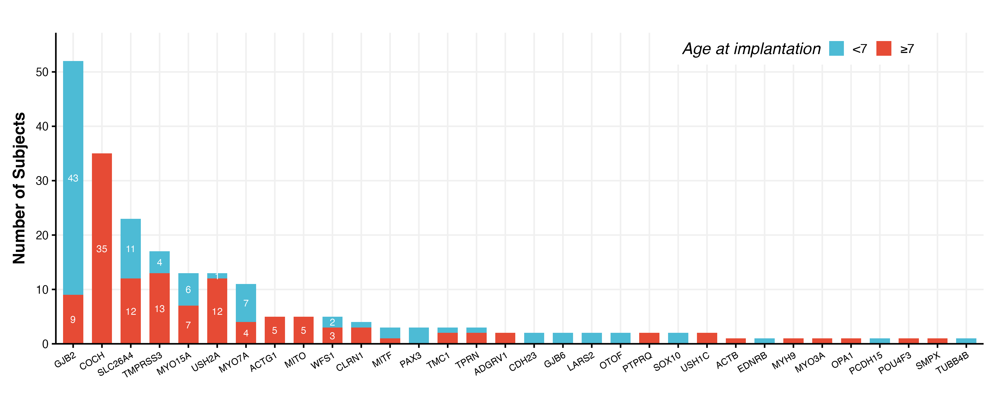 Age at implantation <7 ≥7
Number of Subjects
50
40
30
20
10
0
43
9
35
11
12
4
13
6
7
1
12
7
4
5
5
2
3
GJB2
COCH
SLC26A4
TMPRSS3
MYO15A
USH2A
MYO7A
ACTG1
MITO
WFS1
CLRN1
MITF
PAX3
TMC1
TPRN
ADGRV1
CDH23
GJB6
LARS2
OTOF
PTPRQ
SOX10
USH1C
ACTB
EDNRB
MYH9
MYO3A
OPA1
PCDH15
POU4F3
SMPX
TUBB4B